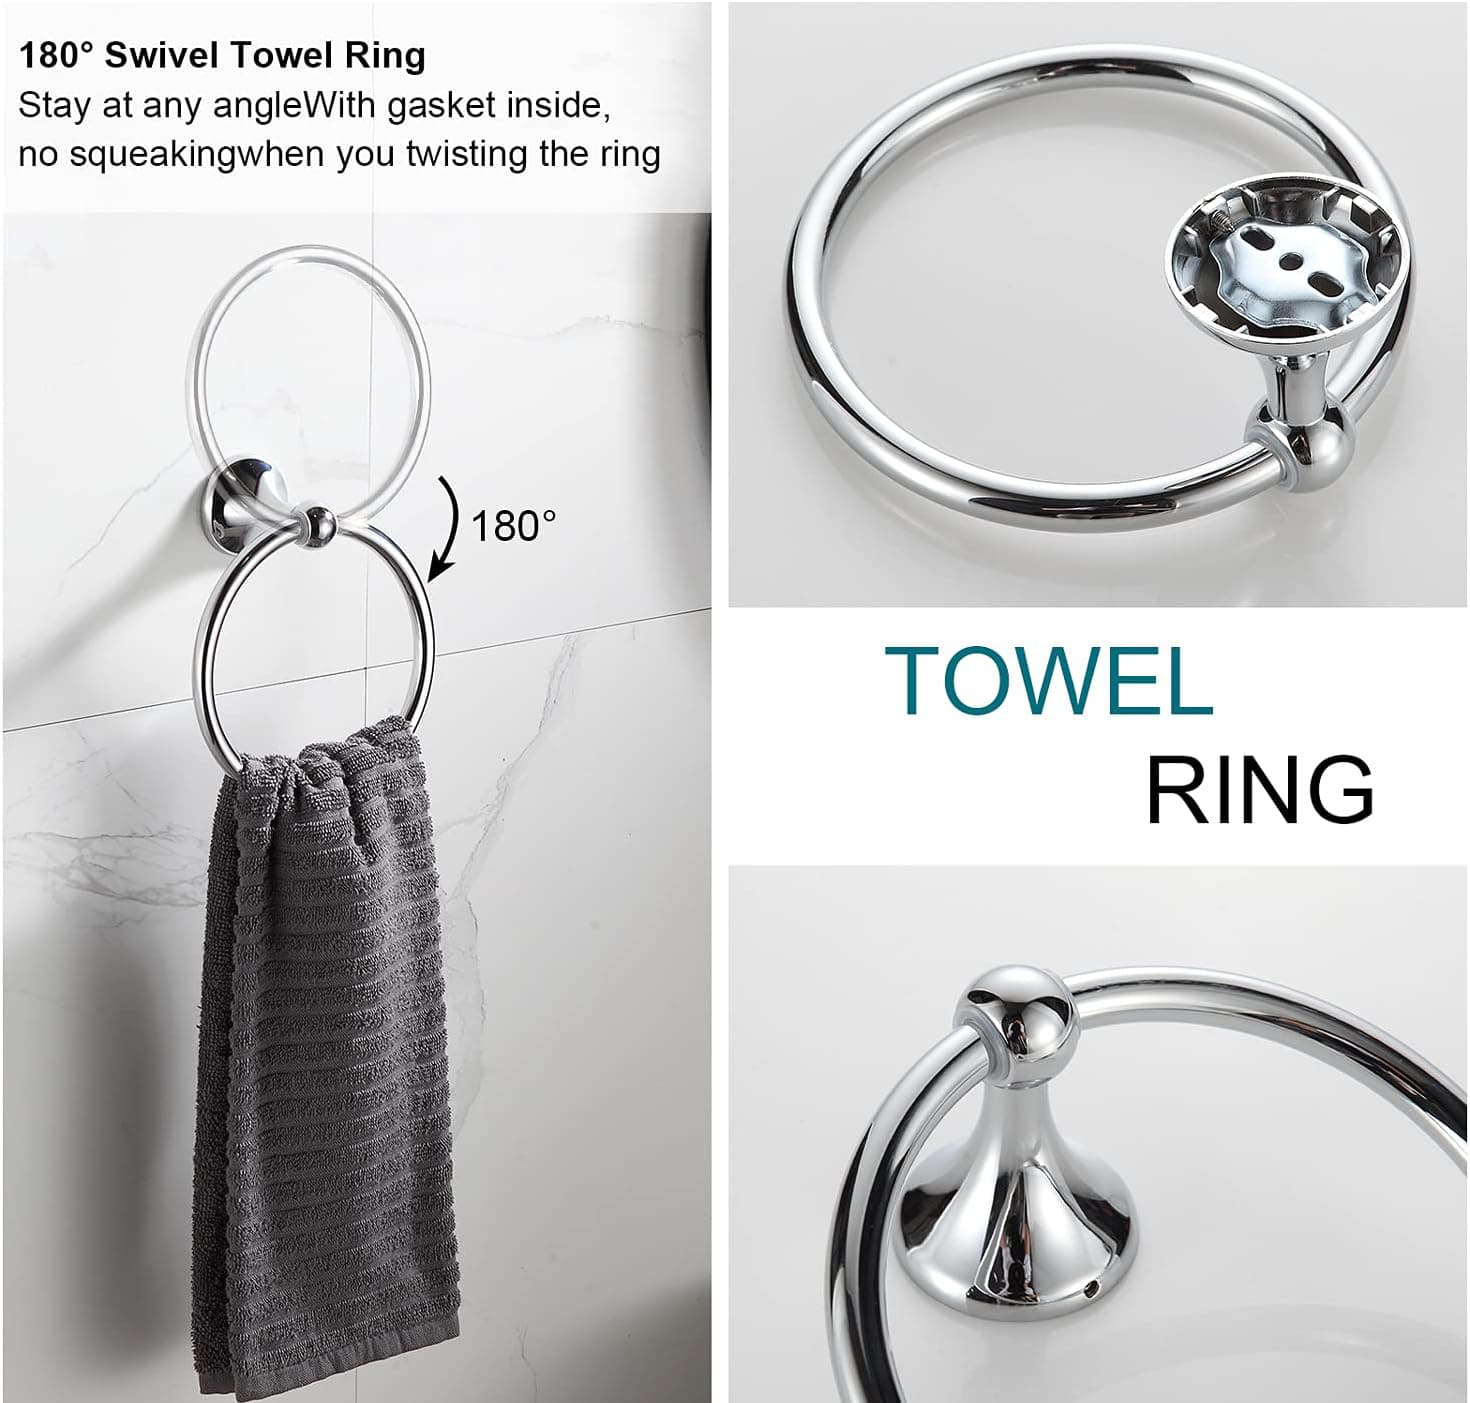 180° Swivel Towel Ring
Stay at any angleWith gasket inside,
no squeakingwhen you twisting the ring
180°
TOWEL
RING